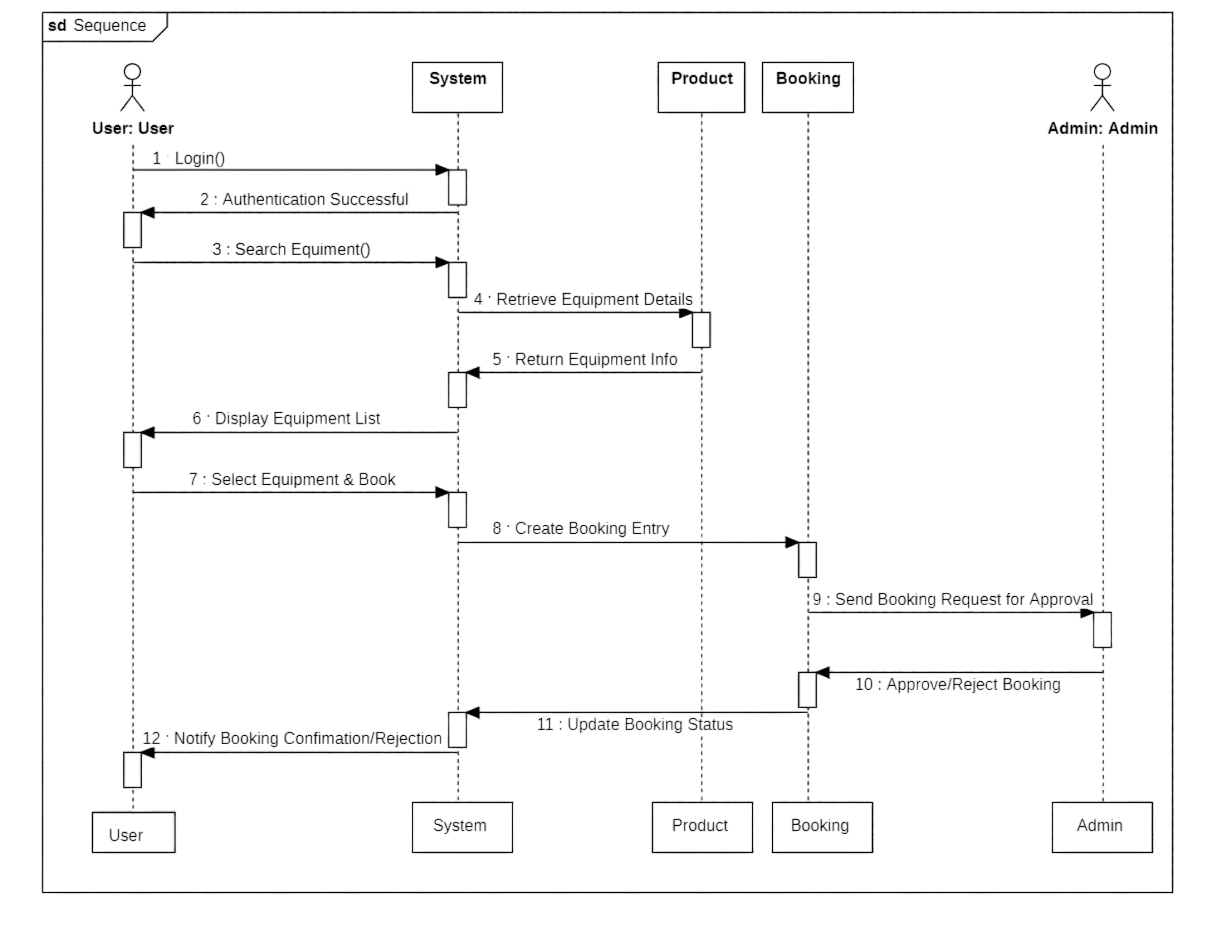 sd Sequence
System
Product
Booking
User: User
Admin: Admin
1 : Login()
2 : Authentication Successful
3 : Search Equiment()
4 : Retrieve Equipment Details
5 : Return Equipment Info
6 : Display Equipment List
7 : Select Equipment & Book
8 : Create Booking Entry
9 : Send Booking Request for Approval
10 : Approve/Reject Booking
11 : Update Booking Status
12 : Notify Booking Confimation/Rejection
User
System
Product
Booking
Admin